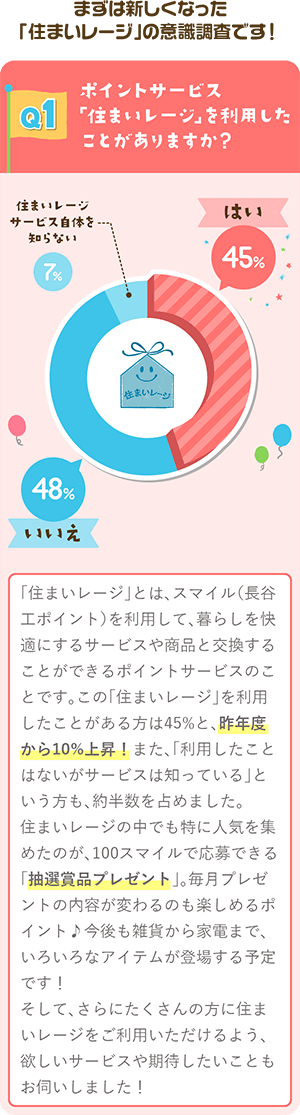 まずは新しくなった
「住まいレージ」の意識調査です！
Q1
ポイントサービス
「住まいレージ」を利用した
ことがありますか？
住まいレージ
サービス自体を
知らない
7%
はい
45%
住まいレージ
48%
いいえ
「住まいレージ」とは、スマイル（長谷
工ポイント）を利用して、暮らしを快
適にするサービスや商品と交換する
ことができるポイントサービスのこ
とです。この「住まいレージ」を利用
したことがある方は45%と、昨年度
から10%上昇！また、「利用したこと
はないがサービスは知っている」と
いう方も、約半数を占めました。
住まいレージの中でも特に人気を集
めたのが、100スマイルで応募できる
「抽選賞品プレゼント」。毎月プレゼ
ントの内容が変わるのも楽しめるポ
イント♪今後も雑貨から家電まで、
いろいろなアイテムが登場する予定
です！
そして、さらにたくさんの方に住ま
いレージをご利用いただけるよう、
欲しいサービスや期待したいことも
お伺いしました！